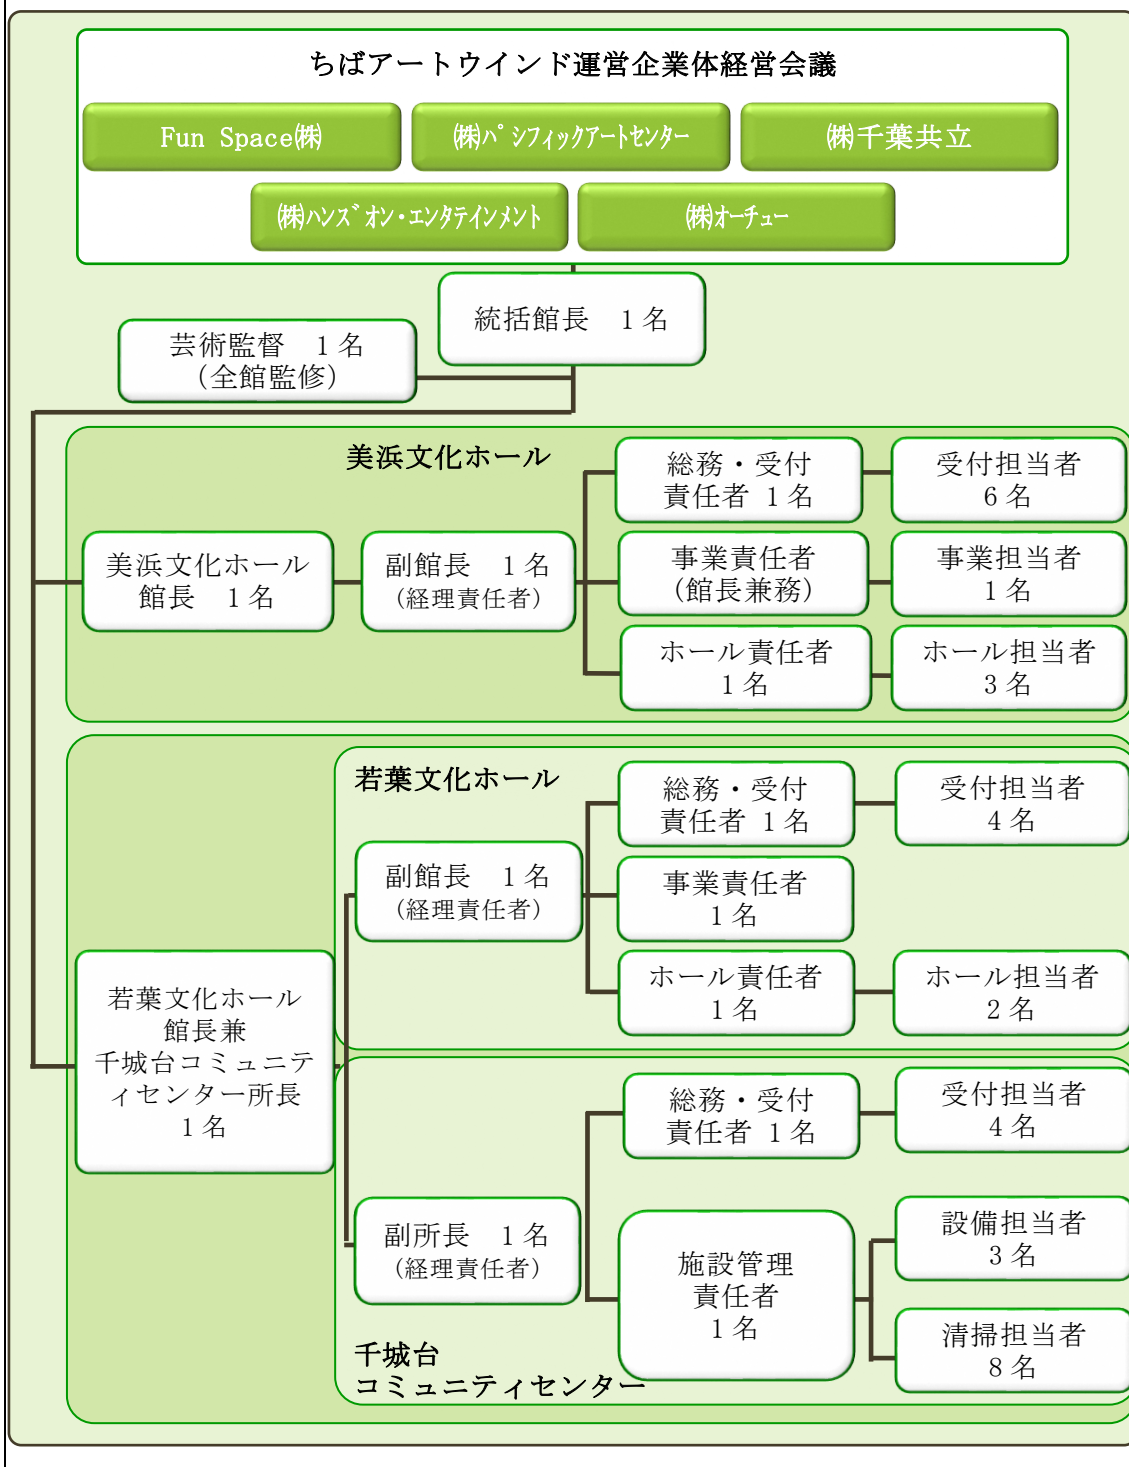 ちばアートウインド運営企業体経営会議
Fun Space㈱
㈱ﾊﾟｼﾌｨｯｸｱｰﾄｾﾝﾀｰ
㈱千葉共立
㈱ﾊﾝｽﾞｵﾝ･ｴﾝﾀﾃｲﾝﾒﾝﾄ
㈱ｵｰﾁｭｰ
統括館長　1名
芸術監督　1名
（全館監修）
美浜文化ホール
美浜文化ホール
館長　1名
副館長　1名
（経理責任者）
総務・受付
責任者 1名
受付担当者
6名
事業責任者
(館長兼務)
事業担当者
1名
ホール責任者
1名
ホール担当者
3名
若葉文化ホール
館長兼
千城台コミュニテ
ィセンター所長
1名
若葉文化ホール
副館長　1名
（経理責任者）
総務・受付
責任者 1名
受付担当者
4名
事業責任者
1名
ホール責任者
1名
ホール担当者
2名
副所長　1名
（経理責任者）
総務・受付
責任者 1名
受付担当者
4名
施設管理
責任者
1名
設備担当者
3名
清掃担当者
8名
千城台
コミュニティセンター